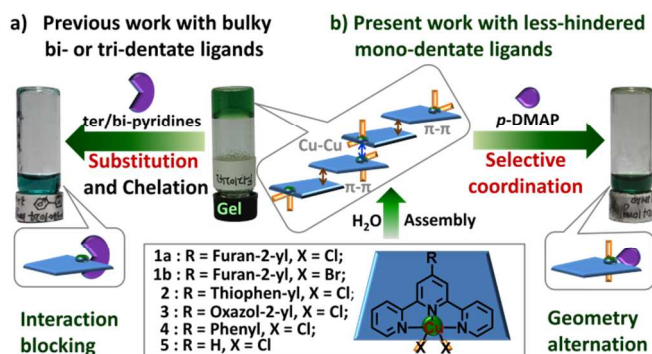 a) Previous work with bulky
bi- or tri-dentate ligands
b) Present work with less-hindered
mono-dentate ligands
ter/bi-pyridines
Substitution
and Chelation
Gel
Cu-Cu
π-π
π-π
p-DMAP
Selective
coordination
H₂O
Assembly
Interaction
blocking
1a : R = Furan-2-yl, X = Cl;
1b : R = Furan-2-yl, X = Br;
2 : R = Thiophen-yl, X = Cl;
3 : R = Oxazol-2-yl, X = Cl;
4 : R = Phenyl, X = Cl;
5 : R = H, X = Cl
R
N
N
N
Cu
X
X
Geometry
alternation